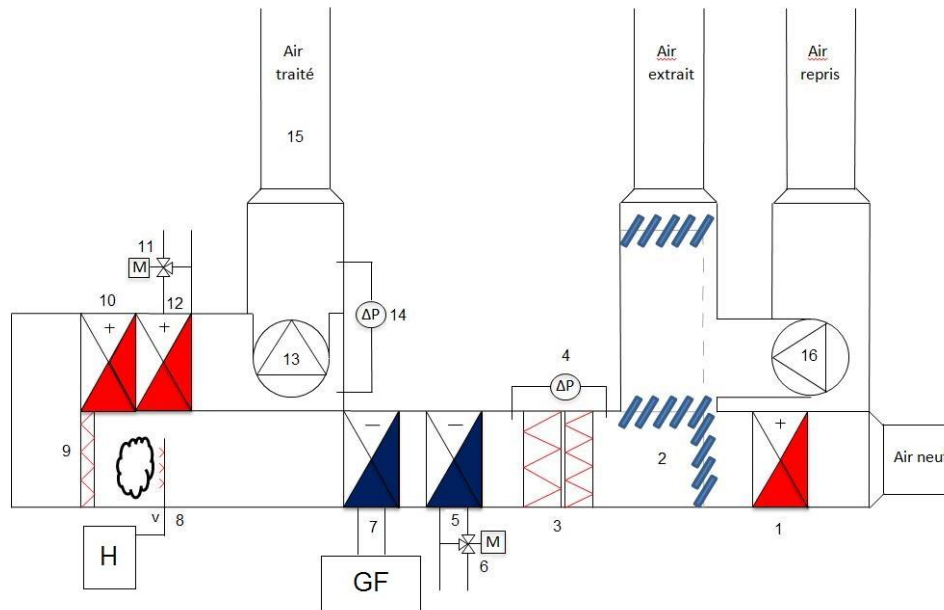 Air
traité
15
Air
extrait
Air
repris
11
M
10
12
+
+
ΔP
14
13
16
4
ΔP
9
2
+
Air neuf
v
8
7
5
M
6
3
1
H
GF